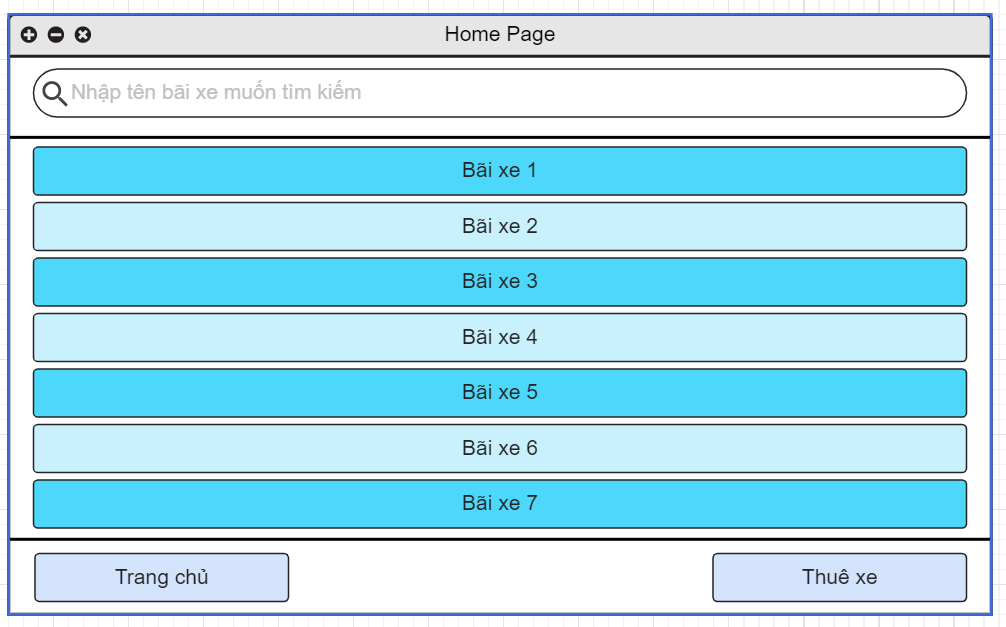 Home Page
Nhập tên bãi xe muốn tìm kiếm
Bãi xe 1
Bãi xe 2
Bãi xe 3
Bãi xe 4
Bãi xe 5
Bãi xe 6
Bãi xe 7
Trang chủ
Thuê xe